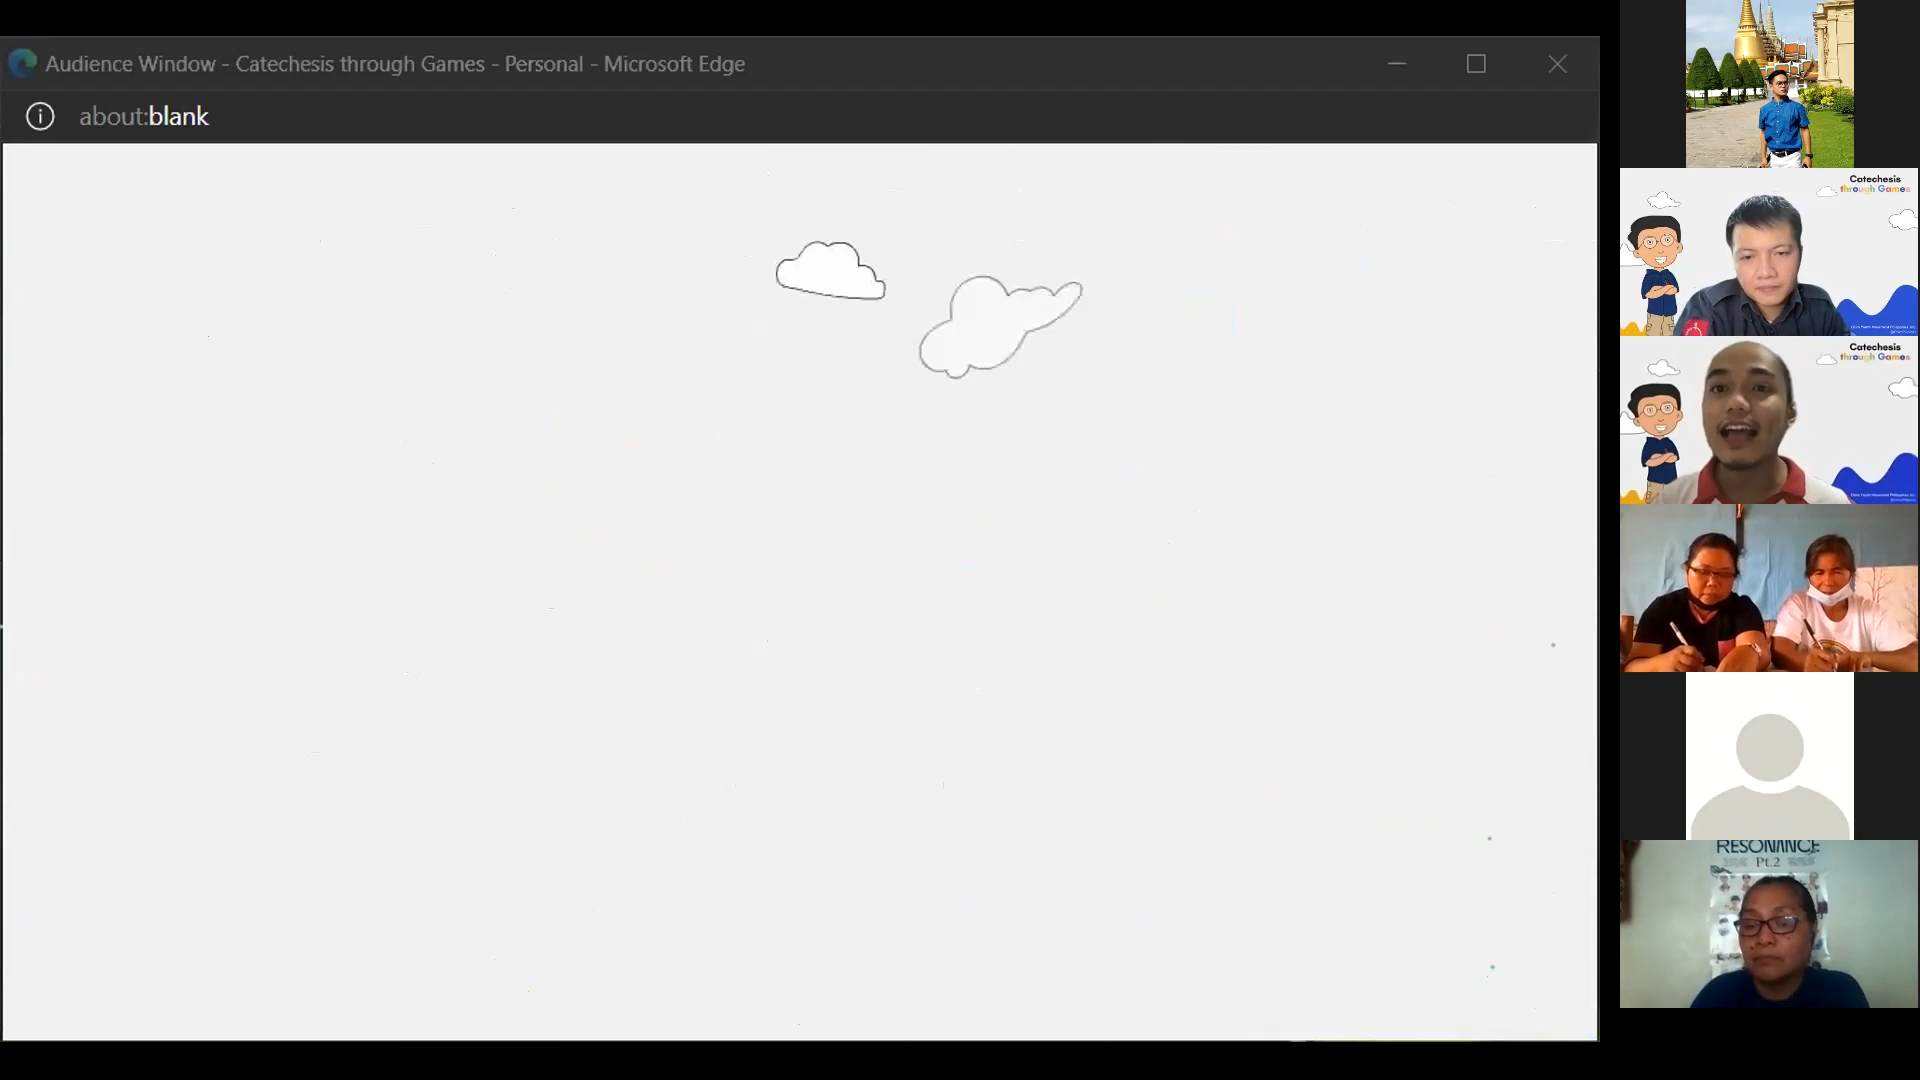 Audience Window - Catechesis through Games - Personal - Microsoft Edge
about:blank
Catechesis
through Games
Catechesis
through Games
RESONANCE
Pt.2